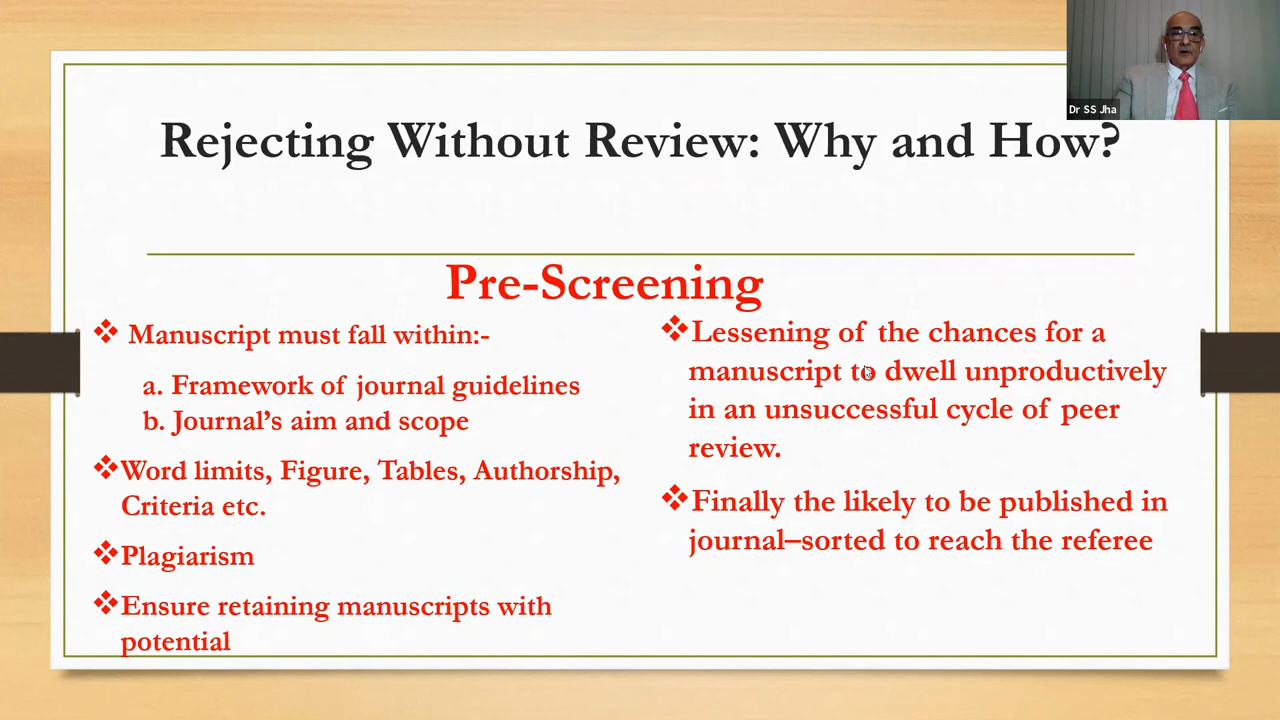 Dr SS Jha
Rejecting Without Review: Why and How?
Pre-Screening
Manuscript must fall within:-
a. Framework of journal guidelines
b. Journal's aim and scope
Word limits, Figure, Tables, Authorship,
Criteria etc.
Plagiarism
Ensure retaining manuscripts with
potential
Lessening of the chances for a
manuscript to dwell unproductively
in an unsuccessful cycle of peer
review.
Finally the likely to be published in
journal–sorted to reach the referee